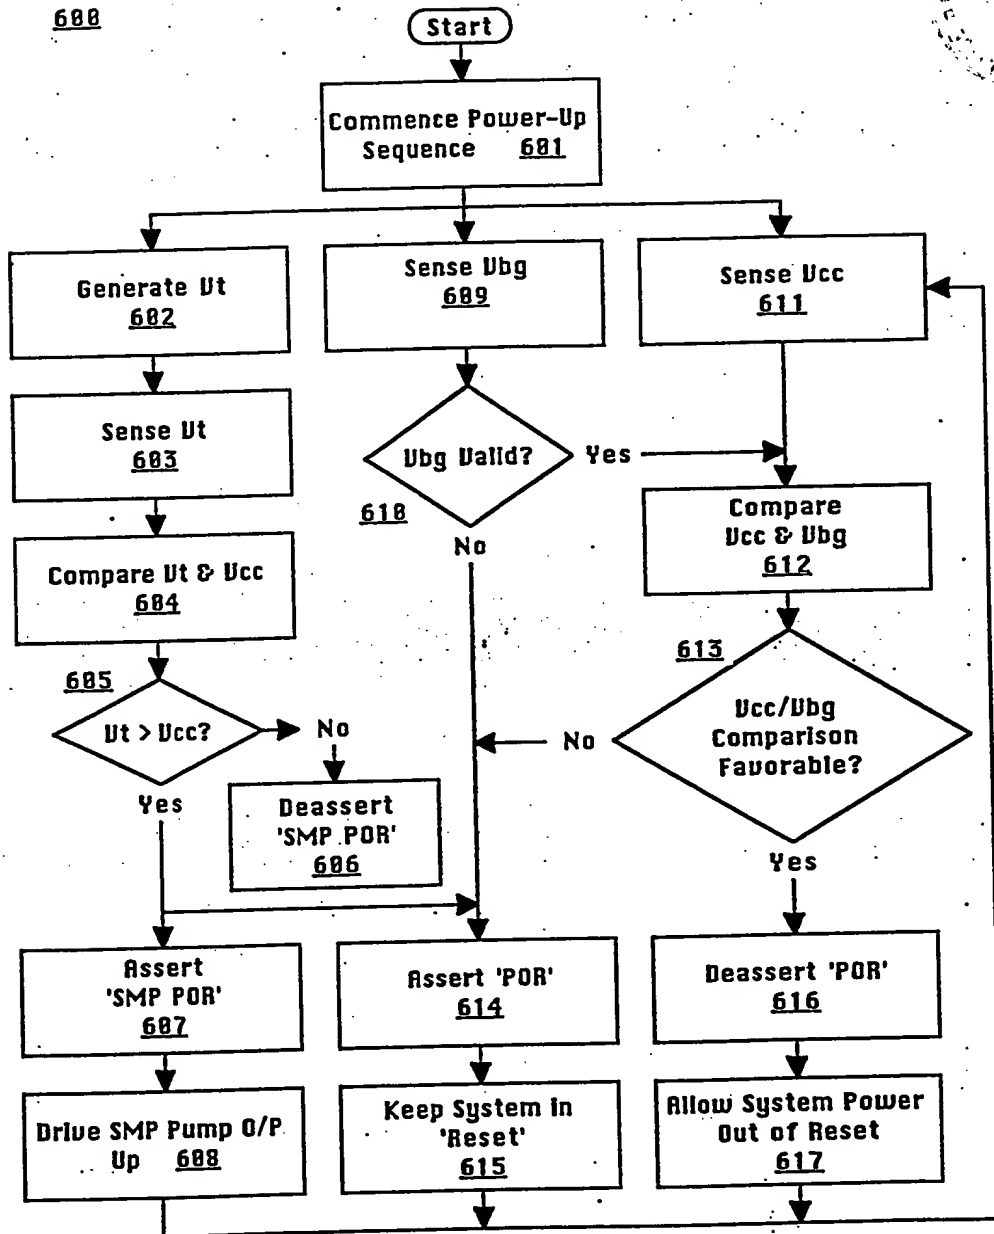 600
Start
Commence Power-Up
Sequence 601
Generate Vt
602
Sense Vbg
609
Sense Vcc
611
Sense Vt
603
Vbg Valid?
610
Yes
No
Compare
Vcc & Vbg
612
Compare Vt & Vcc
604
605
Vt > Vcc?
No
Yes
Deassert
'SMP POR'
606
613
Vcc/Vbg
Comparison
Favorable?
No
Yes
Assert
'SMP POR'
607
Assert 'POR'
614
Deassert 'POR'
616
Drive SMP Pump O/P
Up 608
Keep System in
'Reset'
615
Allow System Power
Out of Reset
617